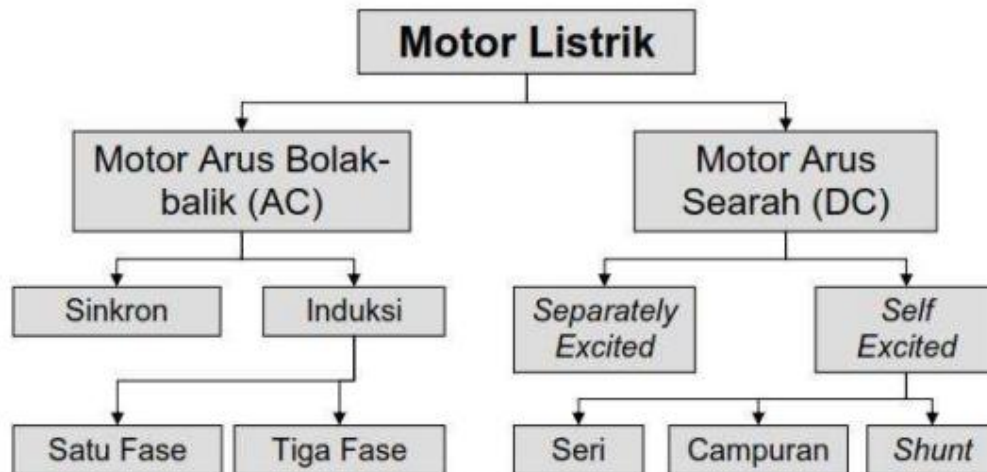 Motor Listrik
Motor Arus Bolak-
balik (AC)
Motor Arus
Searah (DC)
Sinkron
Induksi
Separately
Excited
Self
Excited
Satu Fase
Tiga Fase
Seri
Campuran
Shunt